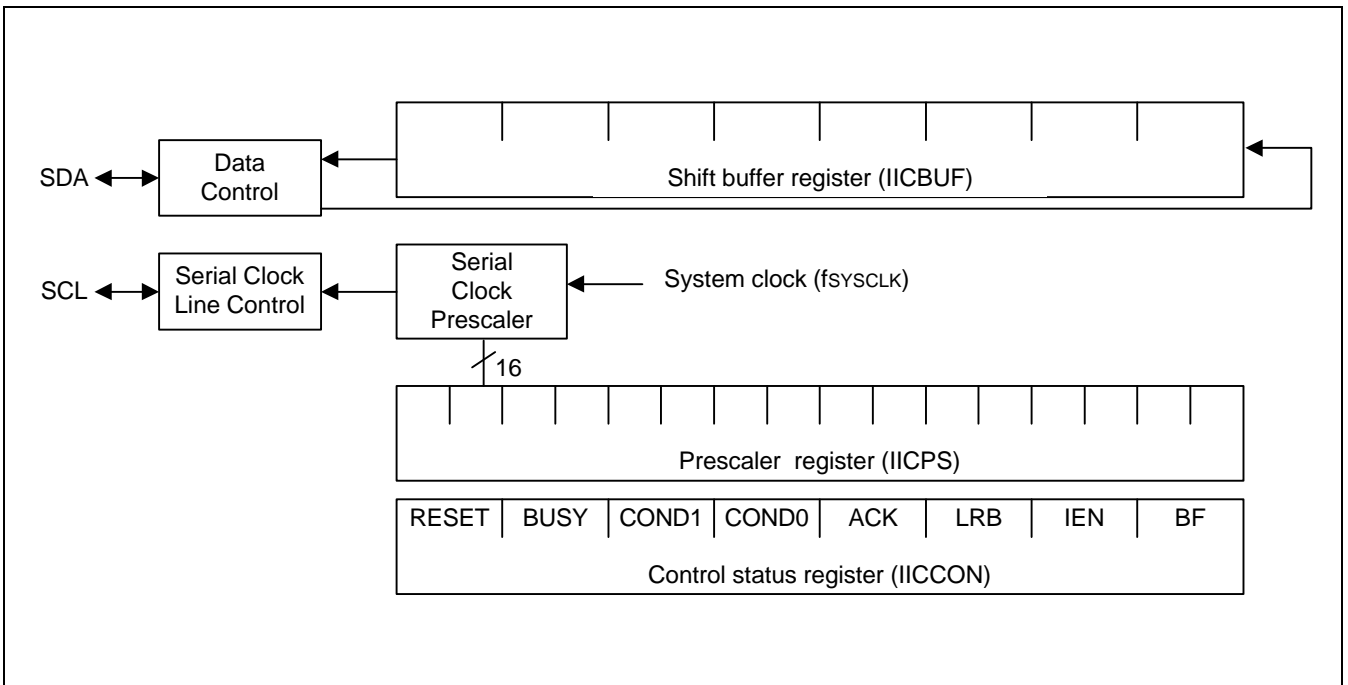 SDA
Data
Control
Shift buffer register (IICBUF)
SCL
Serial Clock
Line Control
Serial
Clock
Prescaler
System clock (fSYSCLK)
16
Prescaler register (IICPS)
RESET BUSY COND1 COND0 ACK LRB IEN BF
Control status register (IICCON)